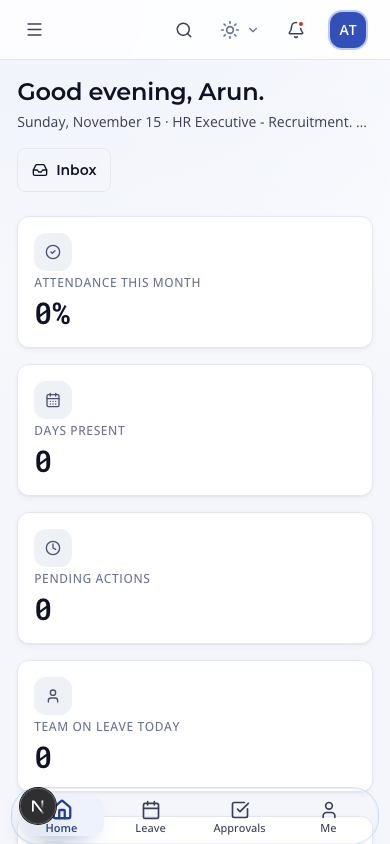 AT
Good evening, Arun.
Sunday, November 15 · HR Executive - Recruitment. ...
Inbox
ATTENDANCE THIS MONTH
0%
DAYS PRESENT
0
PENDING ACTIONS
0
TEAM ON LEAVE TODAY
0
N
Home
Leave
Approvals
Me